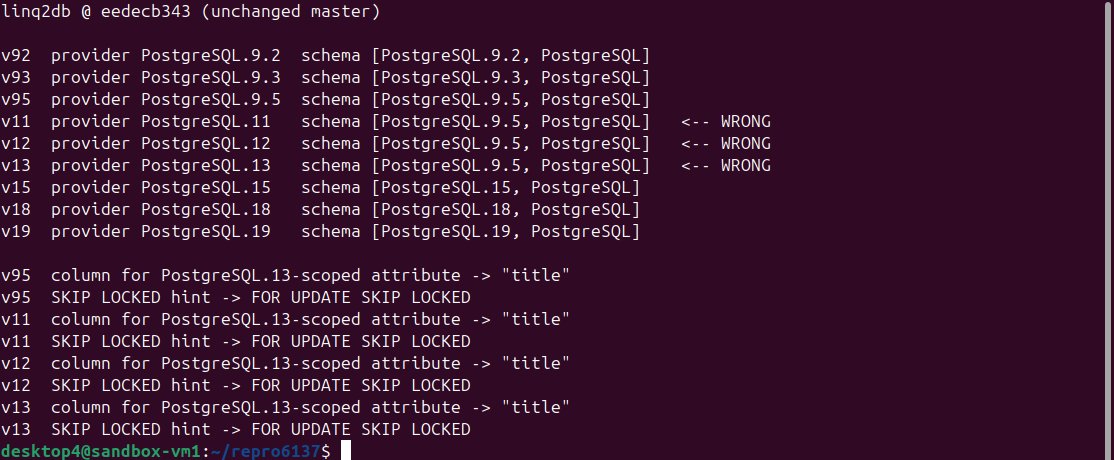 linq2db @ eedecb343 (unchanged master)
v92  provider PostgreSQL.9.2  schema [PostgreSQL.9.2, PostgreSQL]
v93  provider PostgreSQL.9.3  schema [PostgreSQL.9.3, PostgreSQL]
v95  provider PostgreSQL.9.5  schema [PostgreSQL.9.5, PostgreSQL]
v11  provider PostgreSQL.11   schema [PostgreSQL.9.5, PostgreSQL]   <-- WRONG
v12  provider PostgreSQL.12   schema [PostgreSQL.9.5, PostgreSQL]   <-- WRONG
v13  provider PostgreSQL.13   schema [PostgreSQL.9.5, PostgreSQL]   <-- WRONG
v15  provider PostgreSQL.15   schema [PostgreSQL.15, PostgreSQL]
v18  provider PostgreSQL.18   schema [PostgreSQL.18, PostgreSQL]
v19  provider PostgreSQL.19   schema [PostgreSQL.19, PostgreSQL]
v95  column for PostgreSQL.13-scoped attribute -> "title"
v95  SKIP LOCKED hint -> FOR UPDATE SKIP LOCKED
v11  column for PostgreSQL.13-scoped attribute -> "title"
v11  SKIP LOCKED hint -> FOR UPDATE SKIP LOCKED
v12  column for PostgreSQL.13-scoped attribute -> "title"
v12  SKIP LOCKED hint -> FOR UPDATE SKIP LOCKED
v13  column for PostgreSQL.13-scoped attribute -> "title"
v13  SKIP LOCKED hint -> FOR UPDATE SKIP LOCKED
desktop4@sandbox-vm1:~/repro6137$